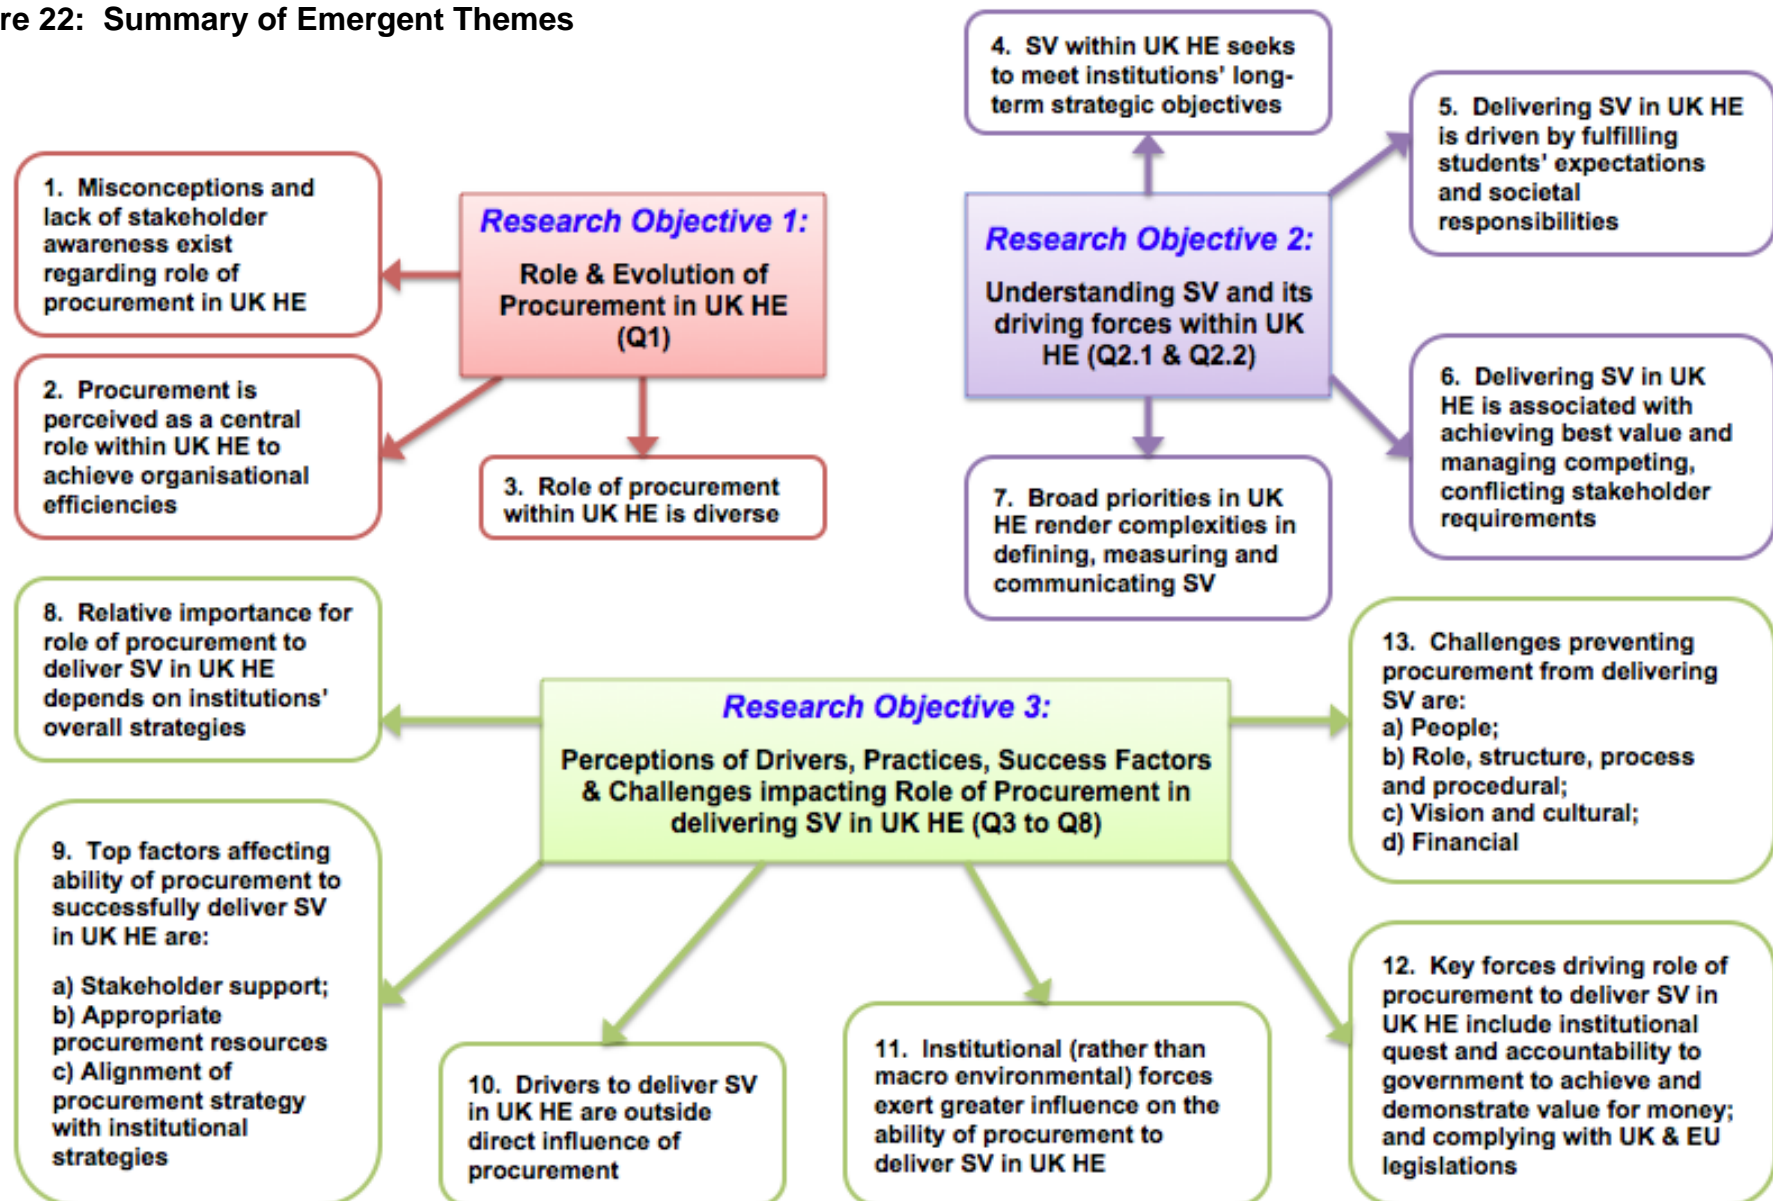 re 22:  Summary of Emergent Themes
4.  SV within UK HE seeks
to meet institutions' long-
term strategic objectives
5.  Delivering SV in UK HE
is driven by fulfilling
students' expectations
and societal
responsibilities
1.  Misconceptions and
lack of stakeholder
awareness exist
regarding role of
procurement in UK HE
Research Objective 1:
Role & Evolution of
Procurement in UK HE
(Q1)
Research Objective 2:
Understanding SV and its
driving forces within UK
HE (Q2.1 & Q2.2)
2.  Procurement is
perceived as a central
role within UK HE to
achieve organisational
efficiencies
3.  Role of procurement
within UK HE is diverse
6.  Delivering SV in UK
HE is associated with
achieving best value and
managing competing,
conflicting stakeholder
requirements
7.  Broad priorities in UK
HE render complexities in
defining, measuring and
communicating SV
8.  Relative importance for
role of procurement to
deliver SV in UK HE
depends on institutions'
overall strategies
Research Objective 3:
Perceptions of Drivers, Practices, Success Factors
& Challenges impacting Role of Procurement in
delivering SV in UK HE (Q3 to Q8)
13.  Challenges preventing
procurement from delivering
SV are:
a) People;
b) Role, structure, process
and procedural;
c) Vision and cultural;
d) Financial
9.  Top factors affecting
ability of procurement to
successfully deliver SV
in UK HE are:
a) Stakeholder support;
b) Appropriate
procurement resources
c) Alignment of
procurement strategy
with institutional
strategies
10.  Drivers to deliver SV
in UK HE are outside
direct influence of
procurement
11.  Institutional (rather than
macro environmental) forces
exert greater influence on the
ability of procurement to
deliver SV in UK HE
12.  Key forces driving role of
procurement to deliver SV in
UK HE include institutional
quest and accountability to
government to achieve and
demonstrate value for money;
and complying with UK & EU
legislations